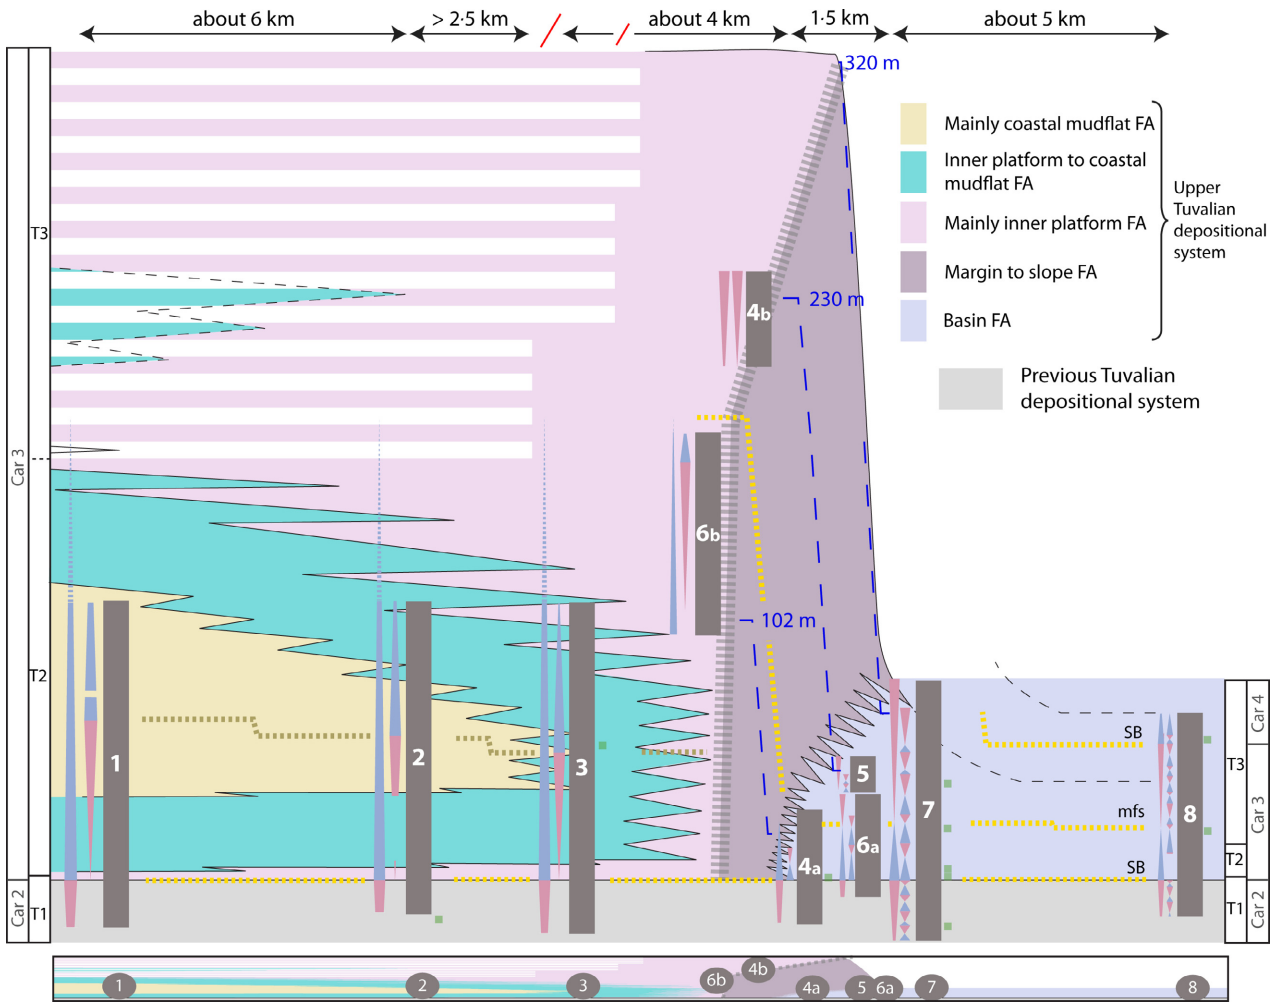 about 6 km
> 2·5 km
about 4 km
1·5 km
about 5 km
320 m
Mainly coastal mudflat FA
Inner platform to coastal
mudflat FA
Mainly inner platform FA
Margin to slope FA
Basin FA
Upper
Tuvalian
depositional
system
Previous Tuvalian
depositional system
T3
Car 3
T2
Car 2
T1
230 m
4b
6b
102 m
1
2
3
4a
5
6a
7
8
SB
mfs
SB
T3
T2
T1
Car 4
Car 3
Car 2
1
2
3
6b
4b
4a
5
6a
7
8